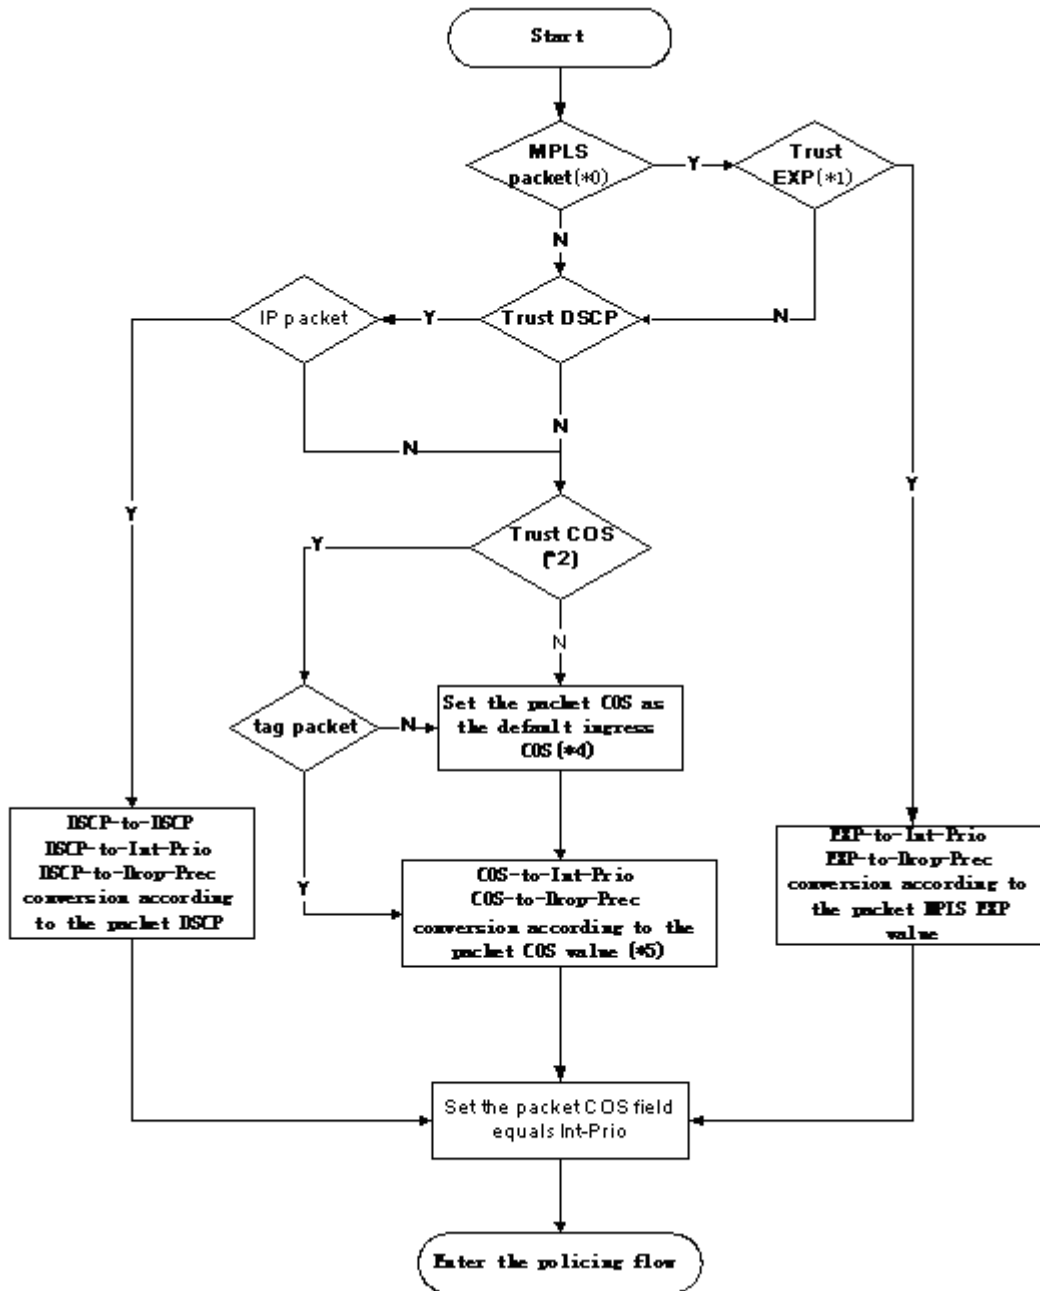 Start
MPLS
packet(*0)
Y
Trust
EXP(*1)
N
IP packet
Y
Trust DSCP
N
N
N
Y
Y
Trust COS
(*2)
Y
N
tag packet
N
Set the packet COS as
the default ingress
COS(*4)
DSCP-to-DSCP
DSCP-to-Int-Prio
DSCP-to-Drop-Prec
conversion according
to the packet DSCP
Y
COS-to-Int-Prio
COS-to-Drop-Prec
conversion according to the
packet COS value (*5)
EXP-to-Int-Prio
EXP-to-Drop-Prec
conversion according to
the packet MPLS EXP
value
Set the packet COS field
equals Int-Prio
Enter the policing flow